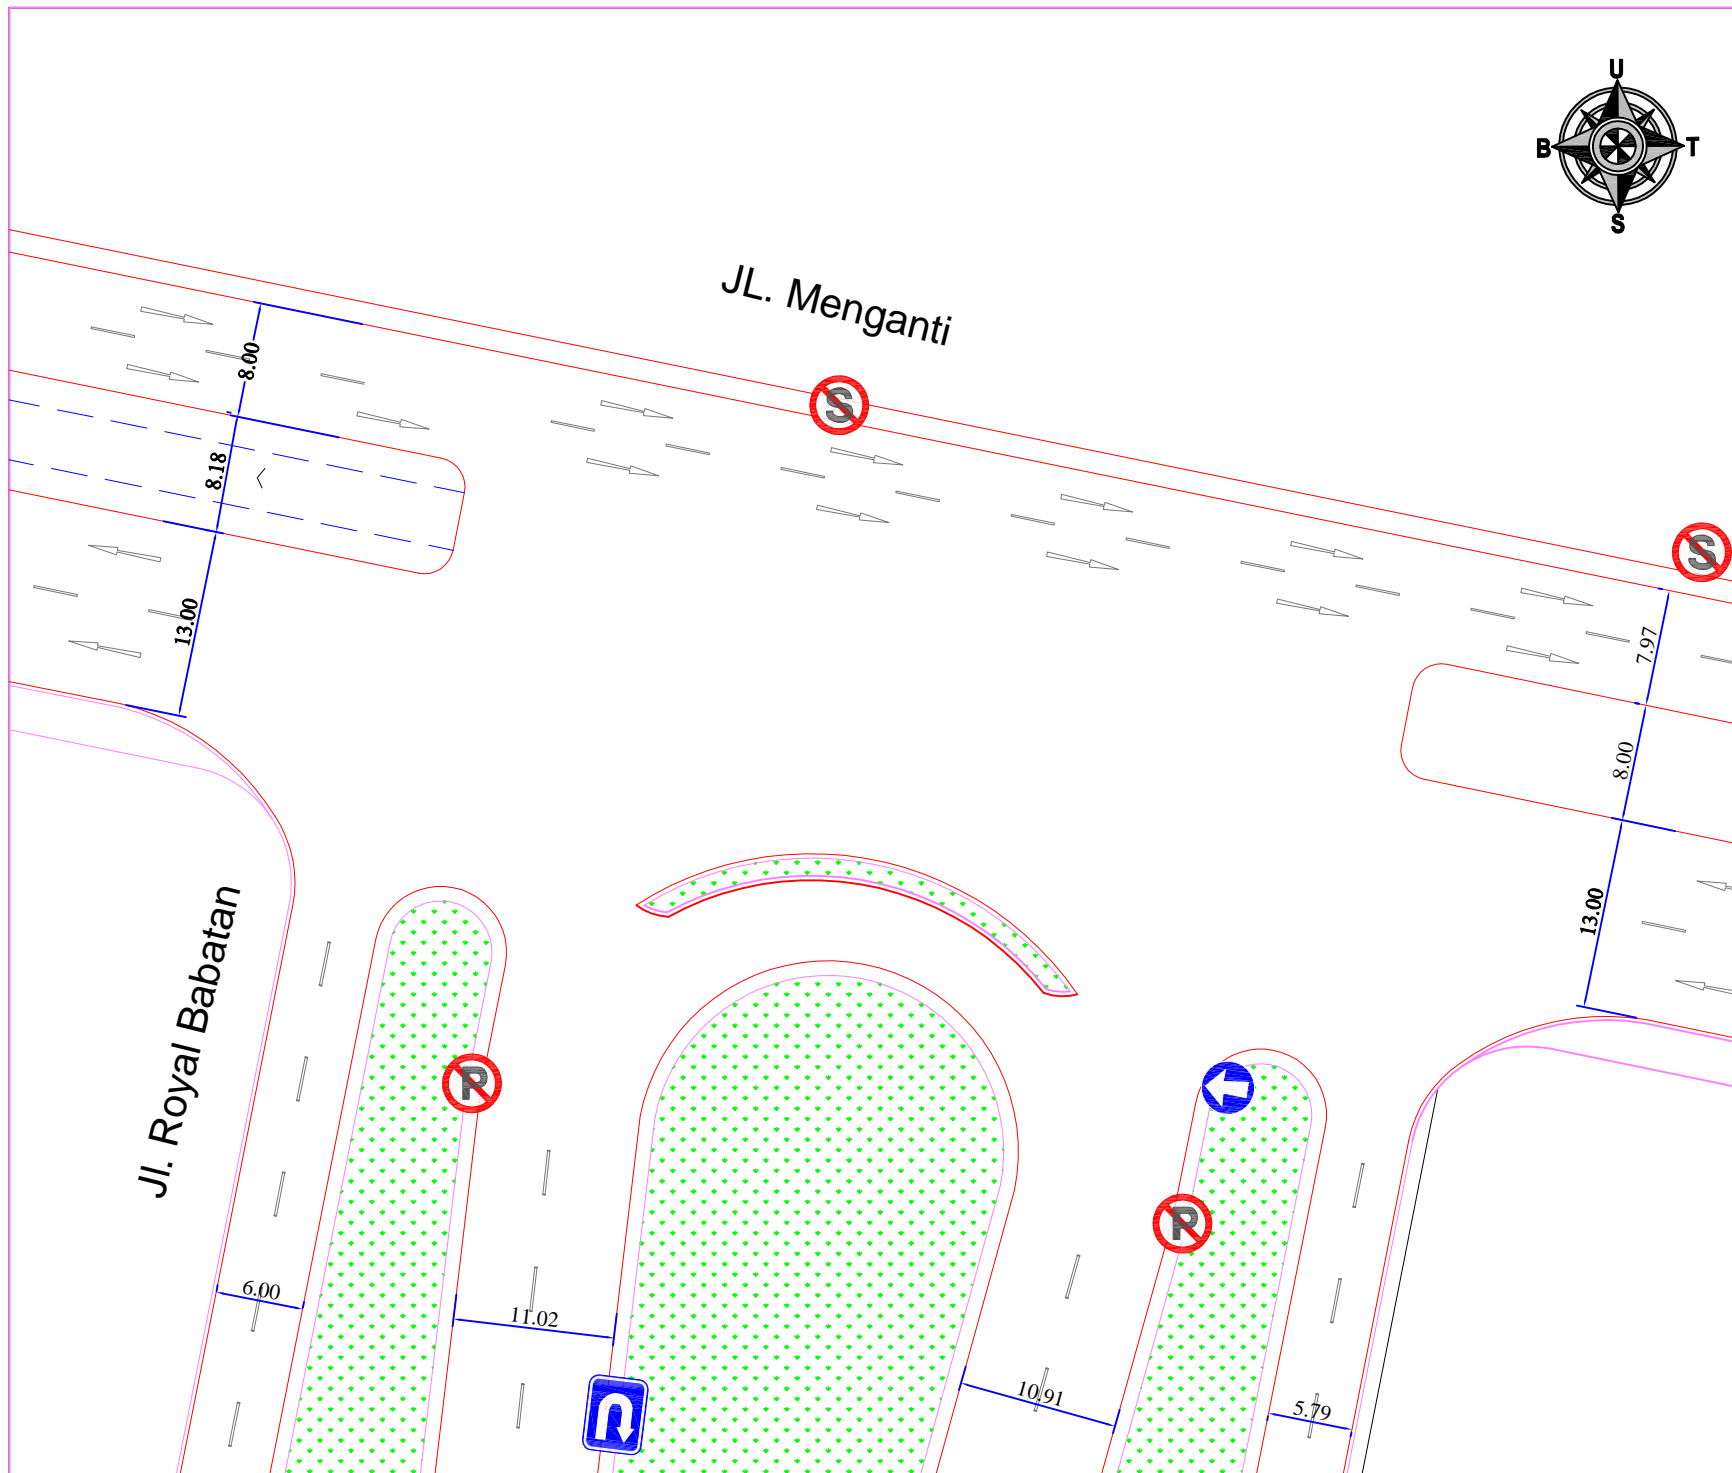 U
B
T
S
JL. Menganti
8.00
S
8.18
S
13.00
7.97
8.00
13.00
Jl. Royal Babatan
P
P
6.00
11.02
10.91
5.79